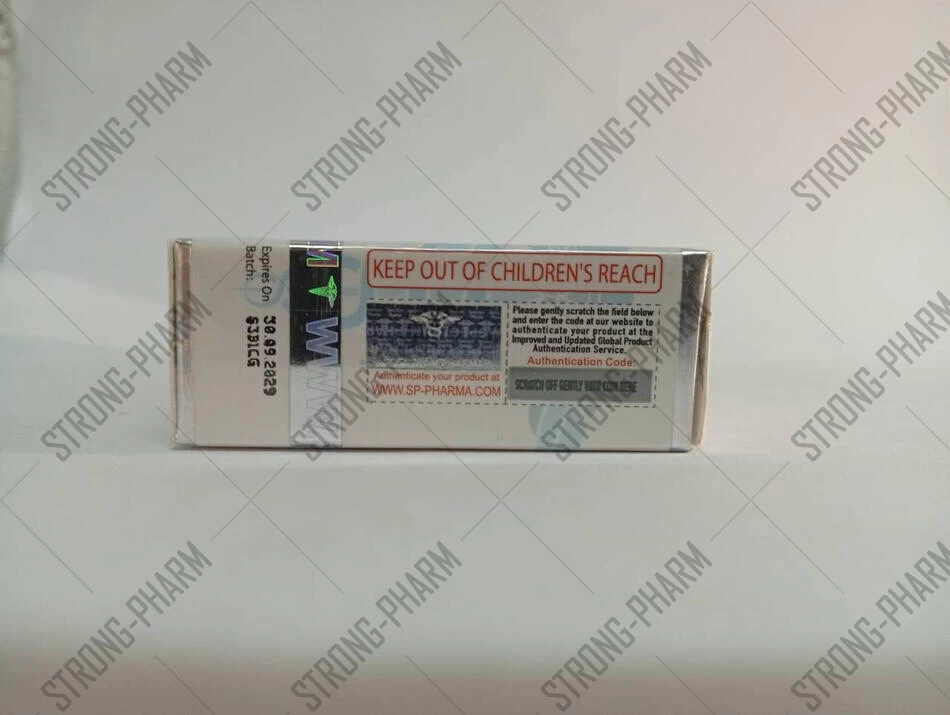 KEEP OUT OF CHILDREN'S REACH
Authenticate your product at
WWW.SP-PHARMA.COM
Please gently scratch the field below
and enter the code at our website to
authenticate your product at the
Improved and Updated Global Product
Authentication Service.
Authentication Code:
SCRATCH OFF GENTLY WITH COIN EDGE
Expires On 30.09.2029
Batch:
STRONG-PHARM
STRONG-PHARM
STRONG-PHARM
STRONG-PHARM
STRONG-PHARM
STRONG-PHARM
STRONG-PHARM
STRONG-PHARM
STRONG-PHARM
STRONG-PHARM
STRONG-PHARM
STRONG-PHARM